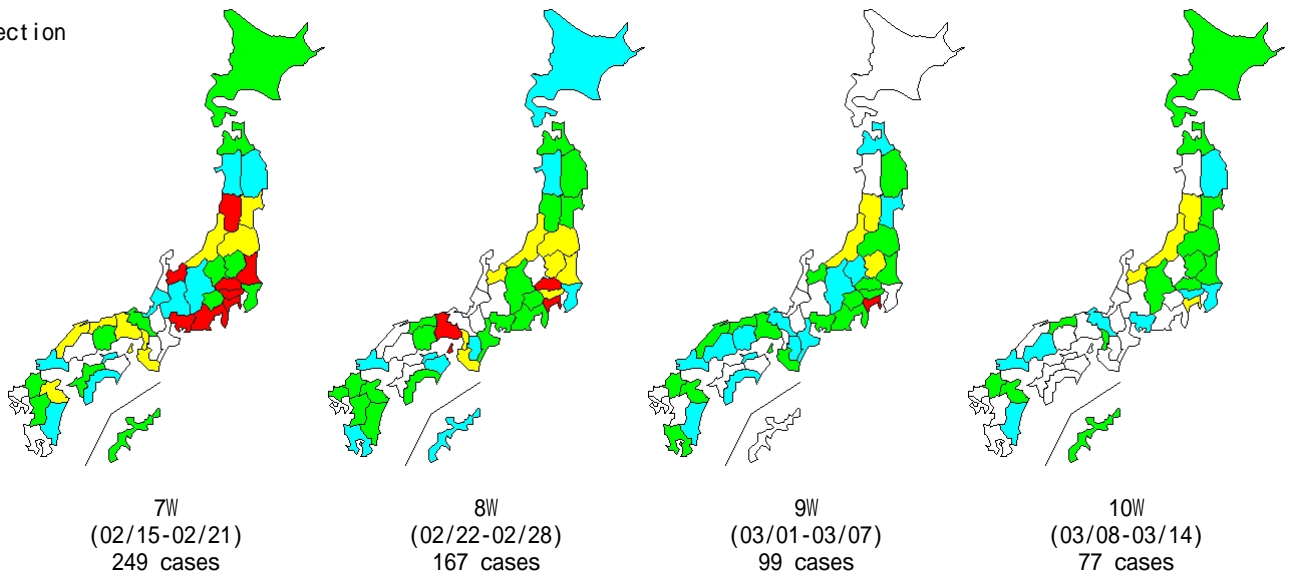 ection
7W
(02/15-02/21)
249 cases
8W
(02/22-02/28)
167 cases
9W
(03/01-03/07)
99 cases
10W
(03/08-03/14)
77 cases